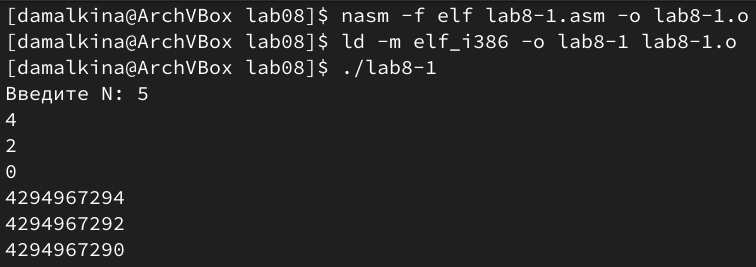 [damalkina@ArchVBox lab08]$ nasm -f elf lab8-1.asm -o lab8-1.o
[damalkina@ArchVBox lab08]$ ld -m elf_i386 -o lab8-1 lab8-1.o
[damalkina@ArchVBox lab08]$ ./lab8-1
Введите N: 5
4
2
0
4294967294
4294967292
4294967290